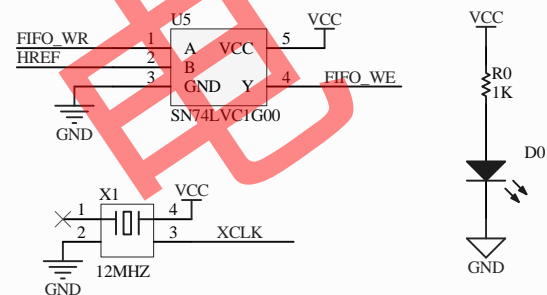 U5
VCC
FIFO_WR 1 A VCC 5
HREF 2 B
3 GND Y 4 FIFO_WE
GND
SN74LVC1G00
X1
VCC
1 4
2 3 XCLK
12MHZ
GND
VCC
R0
1K
D0
GND